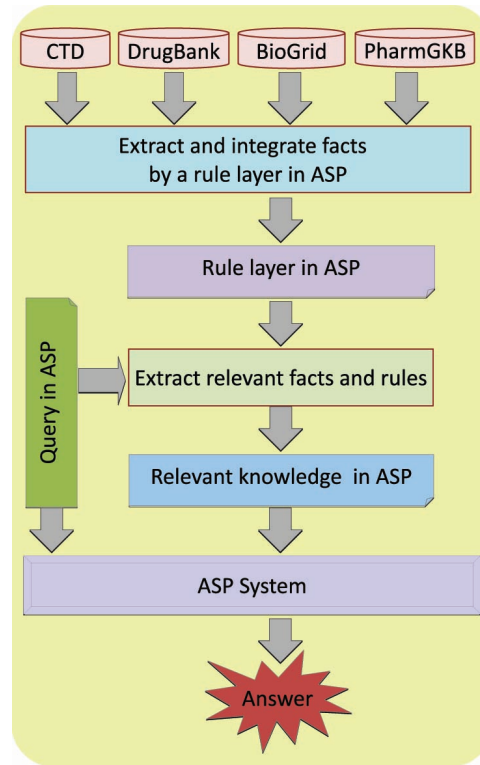 CTD DrugBank BioGrid PharmGKB
Extract and integrate facts
by a rule layer in ASP
Rule layer in ASP
Query in ASP
Extract relevant facts and rules
Relevant knowledge in ASP
ASP System
Answer